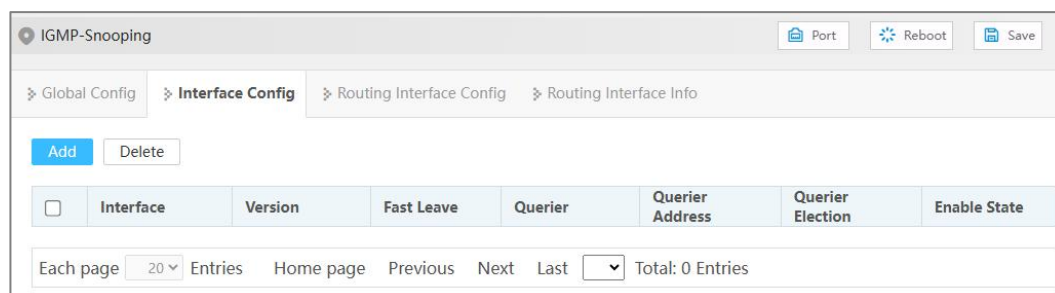 IGMP-Snooping Port Reboot Save
Global Config Interface Config Routing Interface Config Routing Interface Info
Add Delete
Interface Version Fast Leave Querier Querier Address Querier Election Enable State
Each page 20 Entries Home page Previous Next Last Total: 0 Entries